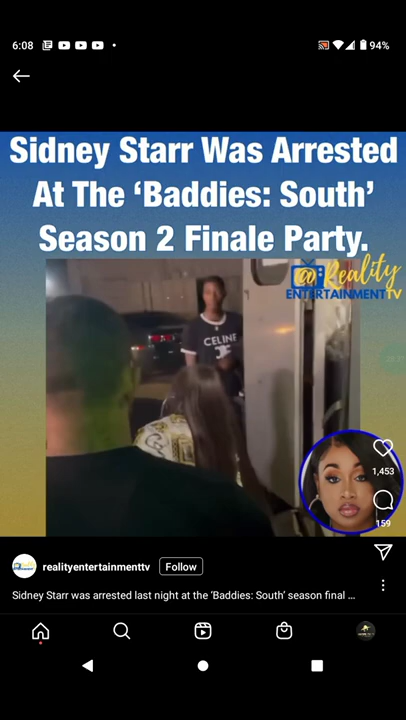 6:08
94%
Sidney Starr Was Arrested
At The ‘Baddies: South’
Season 2 Finale Party.
@Reality
ENTERTAINMENTTV
CELINE
1,453
159
realityentertainmenttv
Follow
Sidney Starr was arrested last night at the ‘Baddies: South’ season final ...